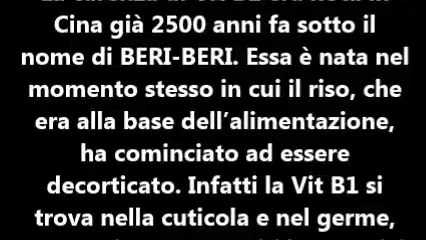 Cina già 2500 anni fa sotto il
nome di BERI-BERI. Essa è nata nel
momento stesso in cui il riso, che
era alla base dell’alimentazione,
ha cominciato ad essere
decorticato. Infatti la Vit B1 si
trova nella cuticola e nel germe,